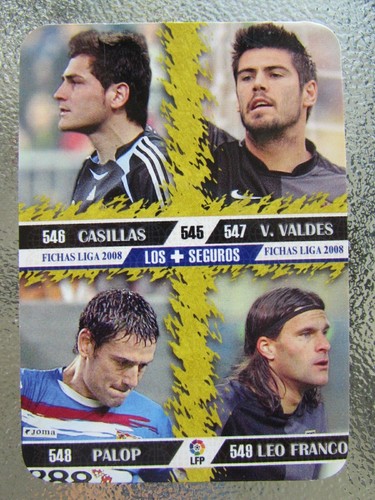 546 CASILLAS 545 547 V. VALDES
FICHAS LIGA 2008 LOS + SEGUROS FICHAS LIGA 2008
Joma
548 PALOP LFP 549 LEO FRANCO